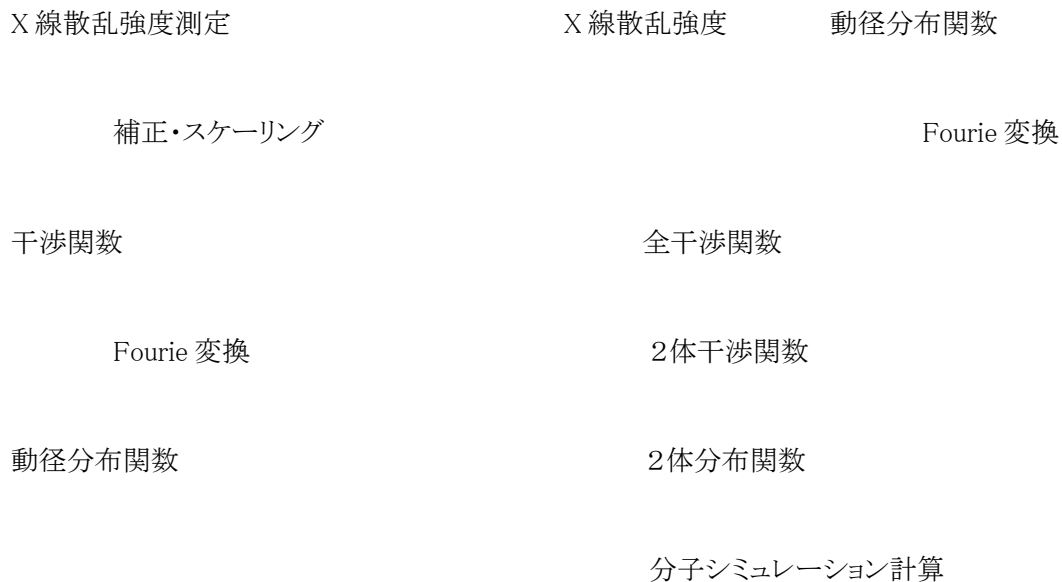 X 線散乱強度測定 X 線散乱強度 動径分布関数
補正・スケーリング Fourie 変換
干渉関数 全干渉関数
Fourie 変換 ２体干渉関数
動径分布関数 ２体分布関数
分子シミュレーション計算